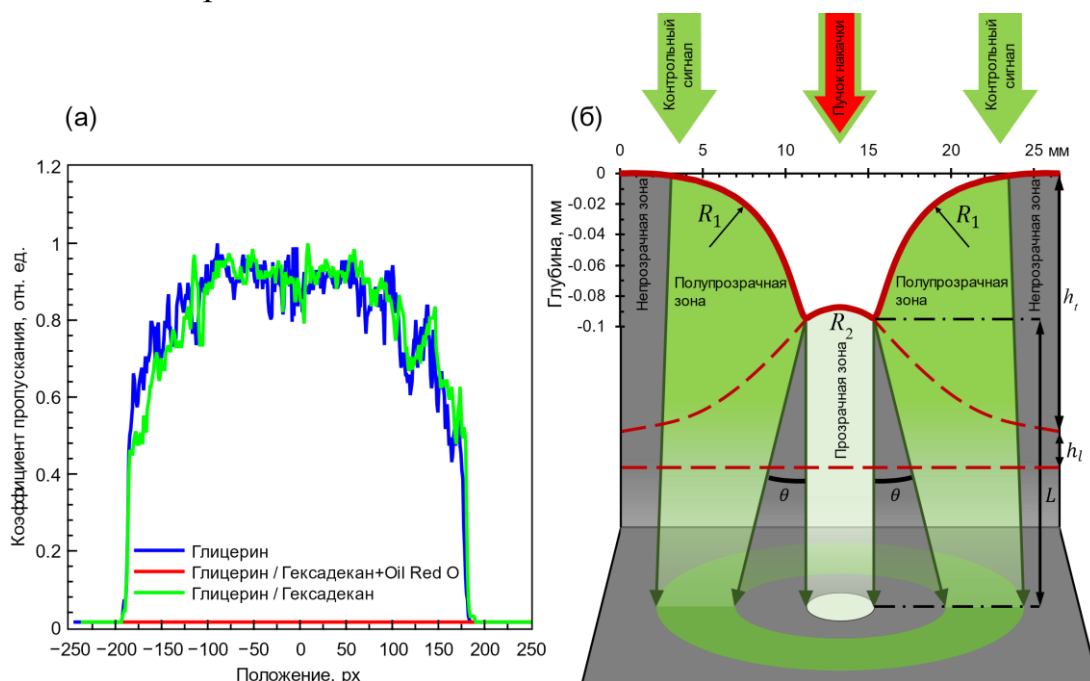 (а)
Коэффициент пропускания, отн. ед.
1.2
1
0.8
0.6
0.4
0.2
0
Глицерин
Глицерин / Гексадекан+Oil Red O
Глицерин / Гексадекан
−250 −200 −150 −100 −50 0 50 100 150 200 250
Положение, px
(б)
Контрольный
сигнал
Пучок накачки
Контрольный
сигнал
0 5 10 15 20 25 мм
Глубина, мм
0
-0.02
-0.04
-0.06
-0.08
-0.1
Непрозрачная зона
R1
R1
Непрозрачная зона
Полупрозрачная
зона
Полупрозрачная
зона
R2
Прозрачная зона
hl
θ
θ
L